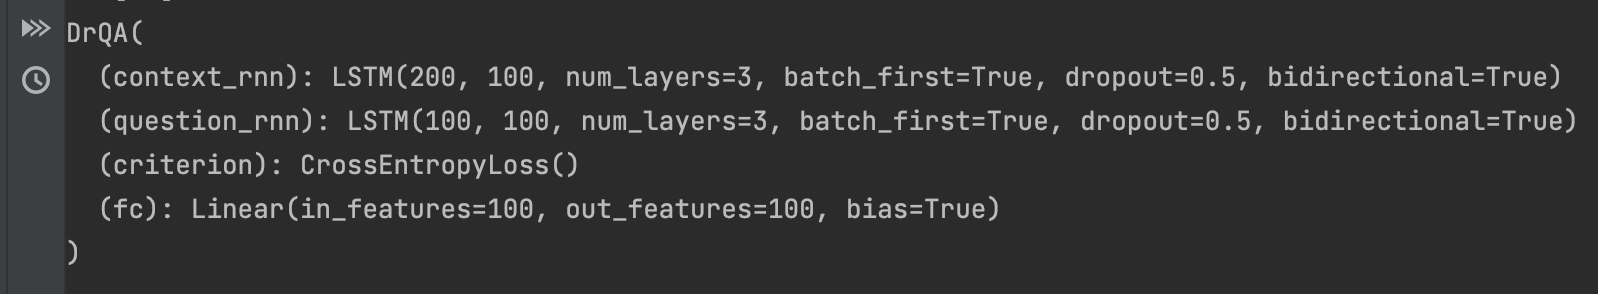 DrQA(
  (context_rnn): LSTM(200, 100, num_layers=3, batch_first=True, dropout=0.5, bidirectional=True)
  (question_rnn): LSTM(100, 100, num_layers=3, batch_first=True, dropout=0.5, bidirectional=True)
  (criterion): CrossEntropyLoss()
  (fc): Linear(in_features=100, out_features=100, bias=True)
)